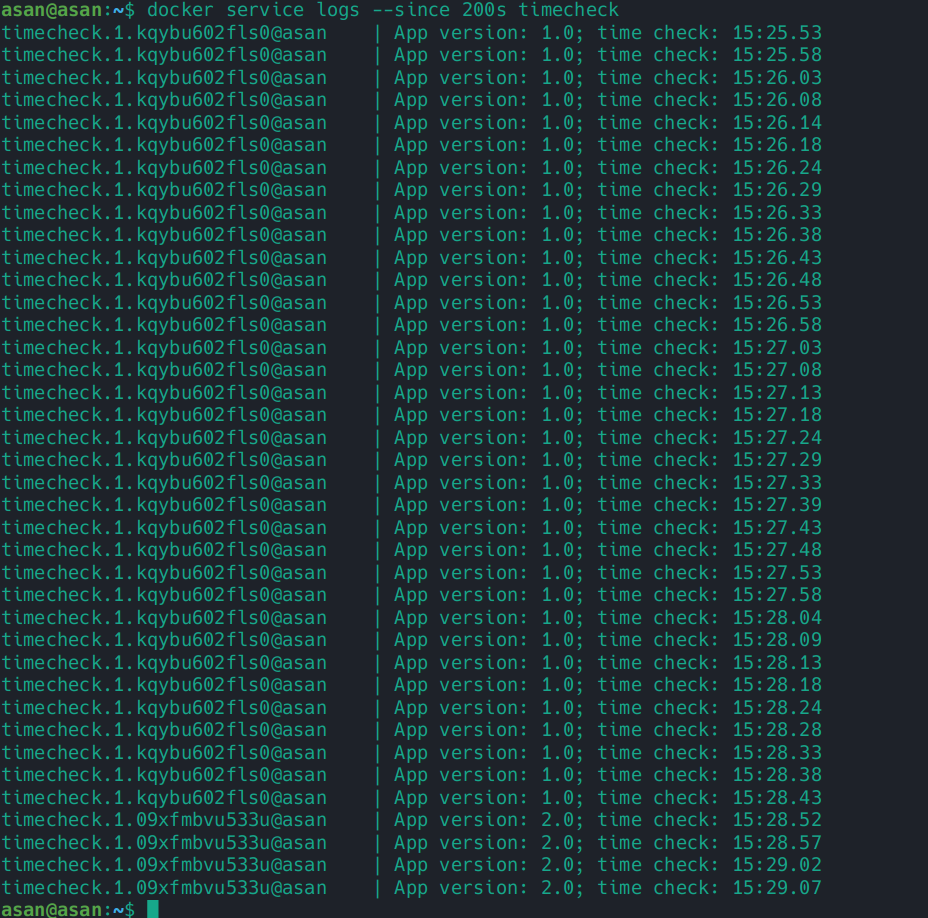 asan@asan:~$ docker service logs --since 200s timecheck
timecheck.1.kqybu602fls0@asan    | App version: 1.0; time check: 15:25.53
timecheck.1.kqybu602fls0@asan    | App version: 1.0; time check: 15:25.58
timecheck.1.kqybu602fls0@asan    | App version: 1.0; time check: 15:26.03
timecheck.1.kqybu602fls0@asan    | App version: 1.0; time check: 15:26.08
timecheck.1.kqybu602fls0@asan    | App version: 1.0; time check: 15:26.14
timecheck.1.kqybu602fls0@asan    | App version: 1.0; time check: 15:26.18
timecheck.1.kqybu602fls0@asan    | App version: 1.0; time check: 15:26.24
timecheck.1.kqybu602fls0@asan    | App version: 1.0; time check: 15:26.29
timecheck.1.kqybu602fls0@asan    | App version: 1.0; time check: 15:26.33
timecheck.1.kqybu602fls0@asan    | App version: 1.0; time check: 15:26.38
timecheck.1.kqybu602fls0@asan    | App version: 1.0; time check: 15:26.43
timecheck.1.kqybu602fls0@asan    | App version: 1.0; time check: 15:26.48
timecheck.1.kqybu602fls0@asan    | App version: 1.0; time check: 15:26.53
timecheck.1.kqybu602fls0@asan    | App version: 1.0; time check: 15:26.58
timecheck.1.kqybu602fls0@asan    | App version: 1.0; time check: 15:27.03
timecheck.1.kqybu602fls0@asan    | App version: 1.0; time check: 15:27.08
timecheck.1.kqybu602fls0@asan    | App version: 1.0; time check: 15:27.13
timecheck.1.kqybu602fls0@asan    | App version: 1.0; time check: 15:27.18
timecheck.1.kqybu602fls0@asan    | App version: 1.0; time check: 15:27.24
timecheck.1.kqybu602fls0@asan    | App version: 1.0; time check: 15:27.29
timecheck.1.kqybu602fls0@asan    | App version: 1.0; time check: 15:27.33
timecheck.1.kqybu602fls0@asan    | App version: 1.0; time check: 15:27.39
timecheck.1.kqybu602fls0@asan    | App version: 1.0; time check: 15:27.43
timecheck.1.kqybu602fls0@asan    | App version: 1.0; time check: 15:27.48
timecheck.1.kqybu602fls0@asan    | App version: 1.0; time check: 15:27.53
timecheck.1.kqybu602fls0@asan    | App version: 1.0; time check: 15:27.58
timecheck.1.kqybu602fls0@asan    | App version: 1.0; time check: 15:28.04
timecheck.1.kqybu602fls0@asan    | App version: 1.0; time check: 15:28.09
timecheck.1.kqybu602fls0@asan    | App version: 1.0; time check: 15:28.13
timecheck.1.kqybu602fls0@asan    | App version: 1.0; time check: 15:28.18
timecheck.1.kqybu602fls0@asan    | App version: 1.0; time check: 15:28.24
timecheck.1.kqybu602fls0@asan    | App version: 1.0; time check: 15:28.28
timecheck.1.kqybu602fls0@asan    | App version: 1.0; time check: 15:28.33
timecheck.1.kqybu602fls0@asan    | App version: 1.0; time check: 15:28.38
timecheck.1.kqybu602fls0@asan    | App version: 1.0; time check: 15:28.43
timecheck.1.09xfmbvu533u@asan    | App version: 2.0; time check: 15:28.52
timecheck.1.09xfmbvu533u@asan    | App version: 2.0; time check: 15:28.57
timecheck.1.09xfmbvu533u@asan    | App version: 2.0; time check: 15:29.02
timecheck.1.09xfmbvu533u@asan    | App version: 2.0; time check: 15:29.07
asan@asan:~$